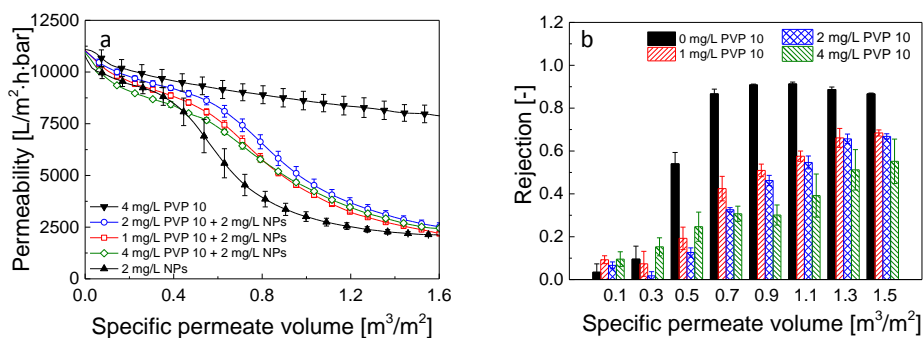 a
Permeability [L/m²·h·bar]
12500
10000
7500
5000
2500
0
4 mg/L PVP 10
2 mg/L PVP 10 + 2 mg/L NPs
1 mg/L PVP 10 + 2 mg/L NPs
4 mg/L PVP 10 + 2 mg/L NPs
2 mg/L NPs
0.0 0.4 0.8 1.2 1.6
Specific permeate volume [m³/m²]
b
Rejection [-]
1.2
1.0
0.8
0.6
0.4
0.2
0.0
0 mg/L PVP 10 2 mg/L PVP 10
1 mg/L PVP 10 4 mg/L PVP 10
0.1 0.3 0.5 0.7 0.9 1.1 1.3 1.5
Specific permeate volume [m³/m²]